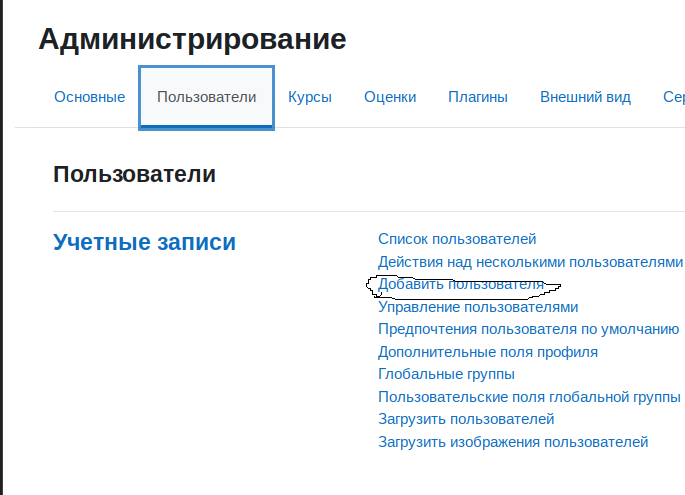 Администрирование
Основные Пользователи Курсы Оценки Плагины Внешний вид
Пользователи
Учетные записи
Список пользователей
Действия над несколькими пользователями
Добавить пользователя
Управление пользователями
Предпочтения пользователя по умолчанию
Дополнительные поля профиля
Глобальные группы
Пользовательские поля глобальной группы
Загрузить пользователей
Загрузить изображения пользователей